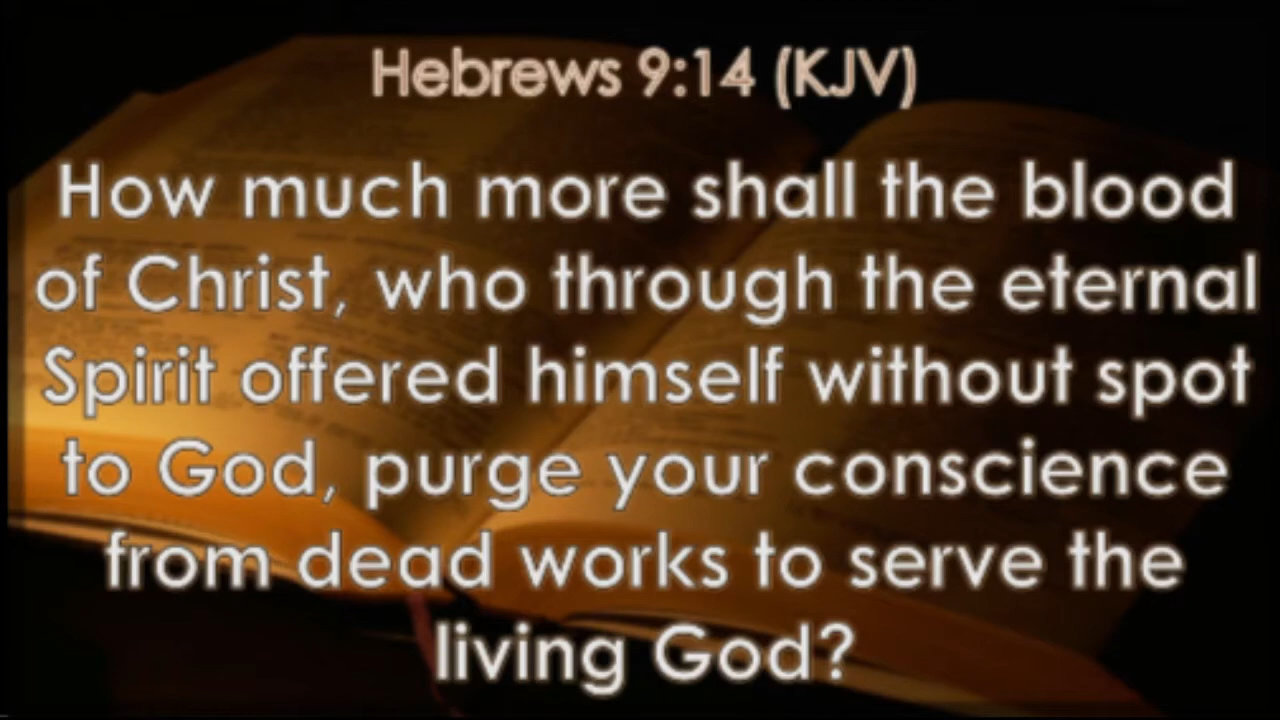 Hebrews 9:14 (KJV)
How much more shall the blood
of Christ, who through the eternal
Spirit offered himself without spot
to God, purge your conscience
from dead works to serve the
living God?